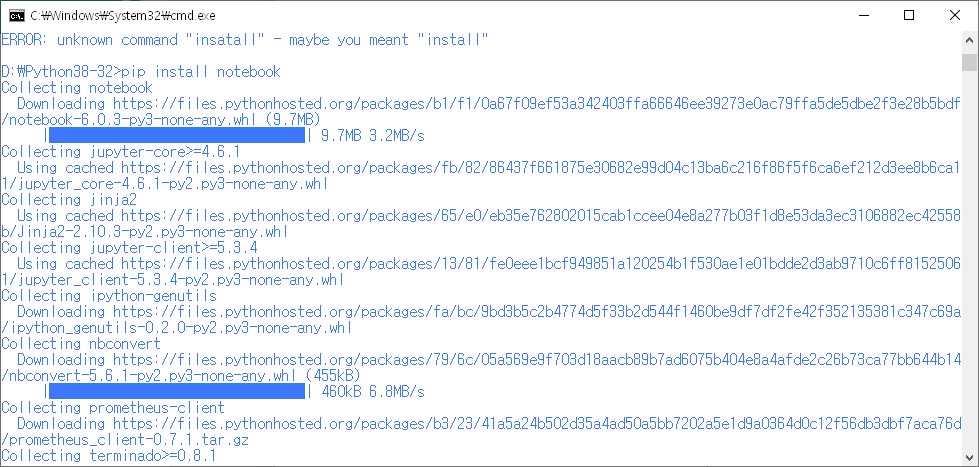 C:₩Windows₩System32₩cmd.exe
ERROR: unknown command "insatall" - maybe you meant "install"
D:₩Python38-32>pip install notebook
Collecting notebook
Downloading https://files.pythonhosted.org/packages/b1/f1/0a67f09ef53a342403ffa66646ee39273e0ac79ffa5de5dbe2f3e28b5bdf
/notebook-6.0.3-py3-none-any.whl (9.7MB)
| | 9.7MB 3.2MB/s
Collecting jupyter-core>=4.6.1
Using cached https://files.pythonhosted.org/packages/fb/82/86437f661875e30682e99d04c13ba6c216f86f5f6ca6ef212d3ee8b6ca1
1/jupyter_core-4.6.1-py2.py3-none-any.whl
Collecting jinja2
Using cached https://files.pythonhosted.org/packages/65/e0/eb35e762802015cab1ccee04e8a277b03f1d8e53da3ec3106882ec42558
b/Jinja2-2.10.3-py2.py3-none-any.whl
Collecting jupyter-client>=5.3.4
Using cached https://files.pythonhosted.org/packages/13/81/fe0eee1bcf949851a120254b1f530ae1e01bdde2d3ab9710c6ff8152506
1/jupyter_client-5.3.4-py2.py3-none-any.whl
Collecting ipython-genutils
Downloading https://files.pythonhosted.org/packages/fa/bc/9bd3b5c2b4774d5f33b2d544f1460be9df7df2fe42f352135381c347c69a
/ipython_genutils-0.2.0-py2.py3-none-any.whl
Collecting nbconvert
Downloading https://files.pythonhosted.org/packages/79/6c/05a569e9f703d18aacb89b7ad6075b404e8a4afde2c26b73ca77bb644b14
/nbconvert-5.6.1-py2.py3-none-any.whl (455kB)
| | 460kB 6.8MB/s
Collecting prometheus-client
Downloading https://files.pythonhosted.org/packages/b3/23/41a5a24b502d35a4ad50a5bb7202a5e1d9a0364d0c12f56db3dbf7aca76d
/prometheus_client-0.7.1.tar.gz
Collecting terminado>=0.8.1